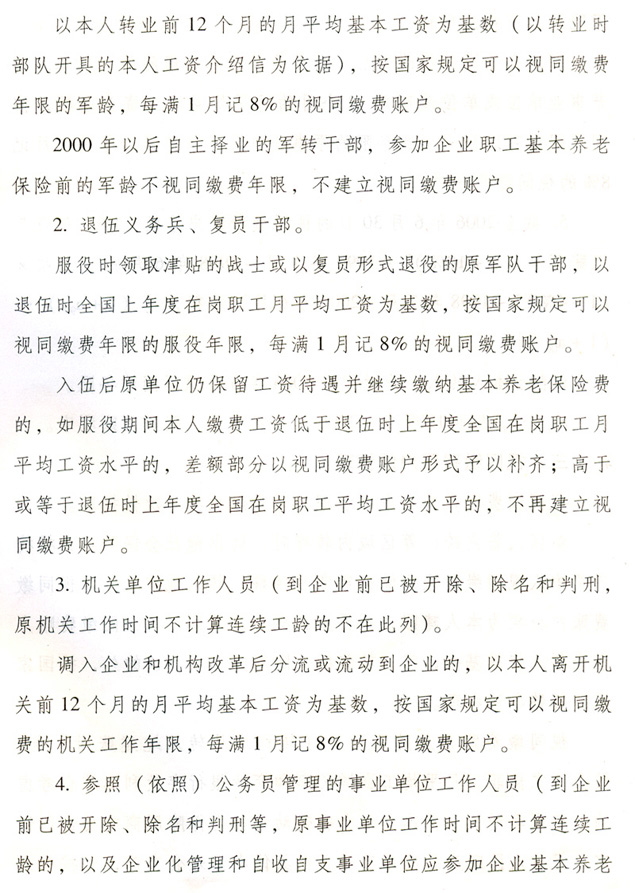 以本人转业前12个月的月平均基本工资为基数（以转业时
部队开具的本人工资介绍信为依据），按国家规定可以视同缴费
年限的军龄，每满1月记8%的视同缴费账户。
2000年以后自主择业的军转干部，参加企业职工基本养老
保险前的军龄不视同缴费年限，不建立视同缴费账户。
2. 退伍义务兵、复员干部。
服役时领取津贴的战士或以复员形式退役的原军队干部，以
退伍时全国上年度在岗职工月平均工资为基数，按国家规定可以
视同缴费年限的服役年限，每满1月记8%的视同缴费账户。
入伍后原单位仍保留工资待遇并继续缴纳基本养老保险费
的，如服役期间本人缴费工资低于退伍时上年度全国在岗职工月
平均工资水平的，差额部分以视同缴费账户形式予以补齐；高于
或等于退伍时上年度全国在岗职工平均工资水平的，不再建立视
同缴费账户。
3. 机关单位工作人员（到企业前已被开除、除名和判刑，
原机关工作时间不计算连续工龄的不在此列）。
调入企业和机构改革后分流或流动到企业的，以本人离开机
关前12个月的月平均基本工资为基数，按国家规定可以视同缴
费的机关工作年限，每满1月记8%的视同缴费账户。
4. 参照（依照）公务员管理的事业单位工作人员（到企业
前已被开除、除名和判刑等，原事业单位工作时间不计算连续工
龄的，以及企业化管理和自收自支事业单位应参加企业基本养老